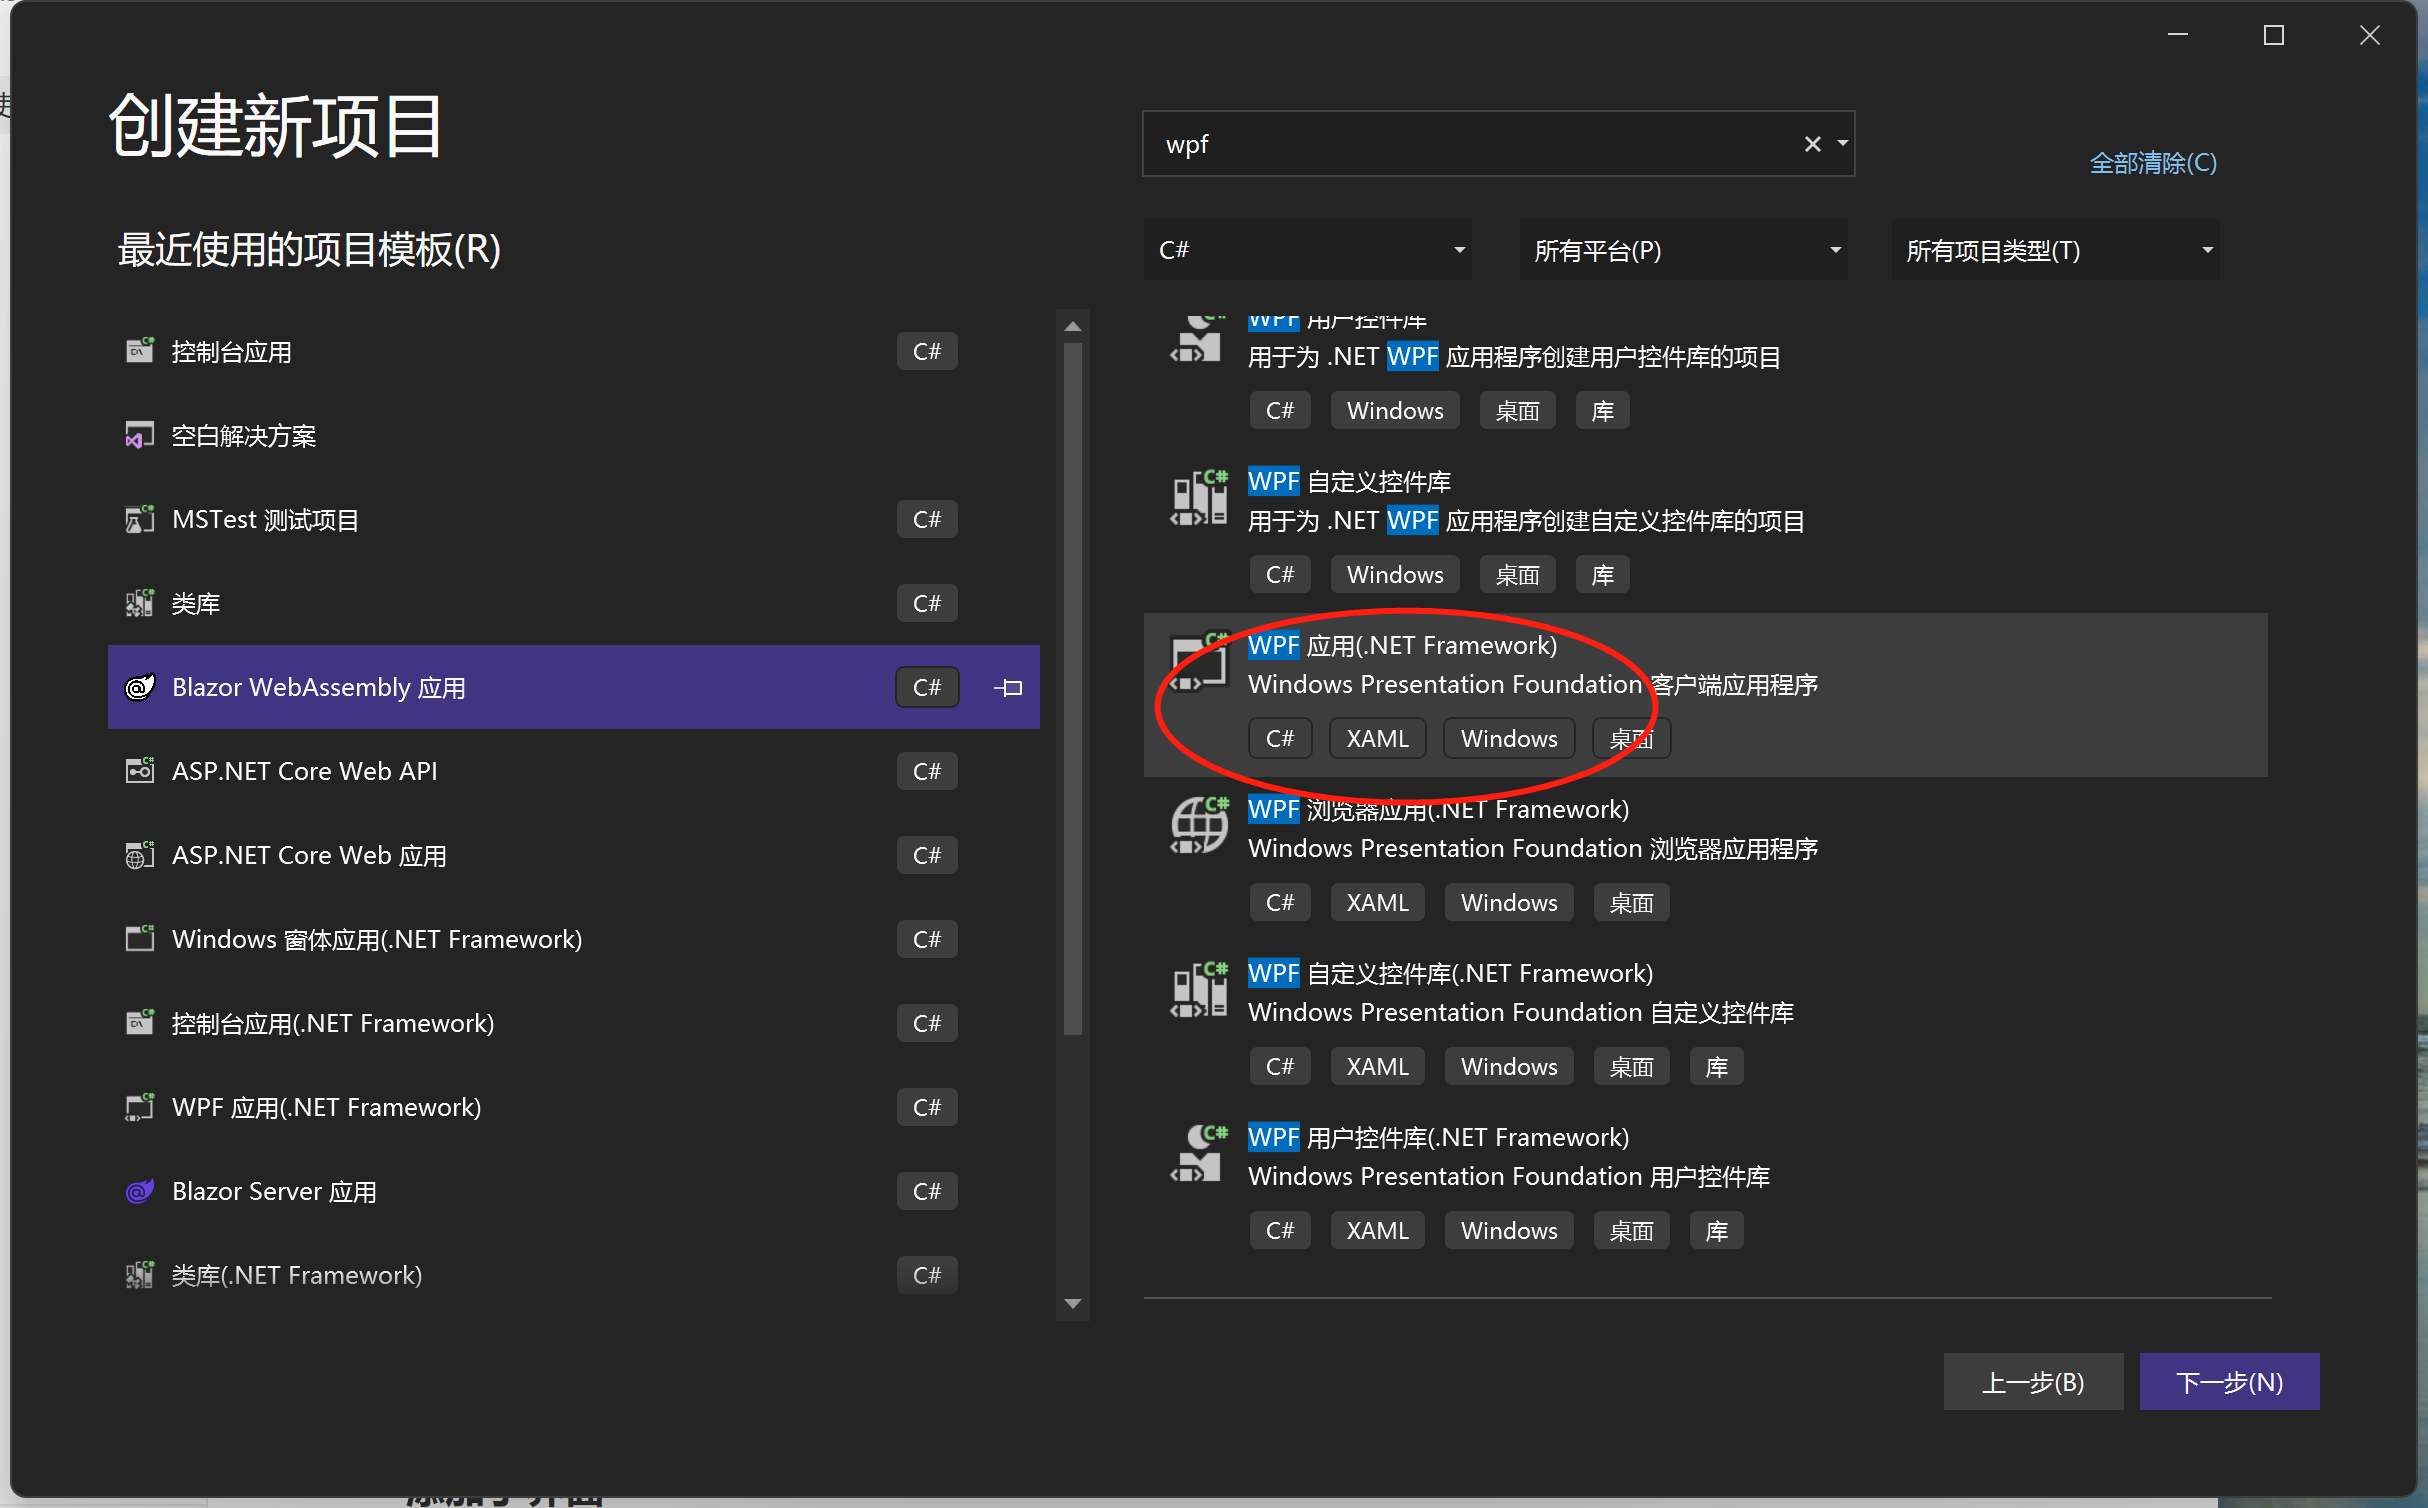 创建新项目
wpf
全部清除(C)
最近使用的项目模板(R)
C#
所有平台(P)
所有项目类型(T)
控制台应用
C#
空白解决方案
MSTest 测试项目
C#
类库
C#
Blazor WebAssembly 应用
C#
ASP.NET Core Web API
C#
ASP.NET Core Web 应用
C#
Windows 窗体应用(.NET Framework)
C#
控制台应用(.NET Framework)
C#
WPF 应用(.NET Framework)
C#
Blazor Server 应用
C#
类库(.NET Framework)
C#
WPF 用户控件库
用于为 .NET WPF 应用程序创建用户控件库的项目
C# Windows 桌面 库
WPF 自定义控件库
用于为 .NET WPF 应用程序创建自定义控件库的项目
C# Windows 桌面 库
WPF 应用(.NET Framework)
Windows Presentation Foundation 客户端应用程序
C# XAML Windows 桌面
WPF 浏览器应用(.NET Framework)
Windows Presentation Foundation 浏览器应用程序
C# XAML Windows 桌面
WPF 自定义控件库(.NET Framework)
Windows Presentation Foundation 自定义控件库
C# XAML Windows 桌面 库
WPF 用户控件库(.NET Framework)
Windows Presentation Foundation 用户控件库
C# XAML Windows 桌面 库
上一步(B)
下一步(N)